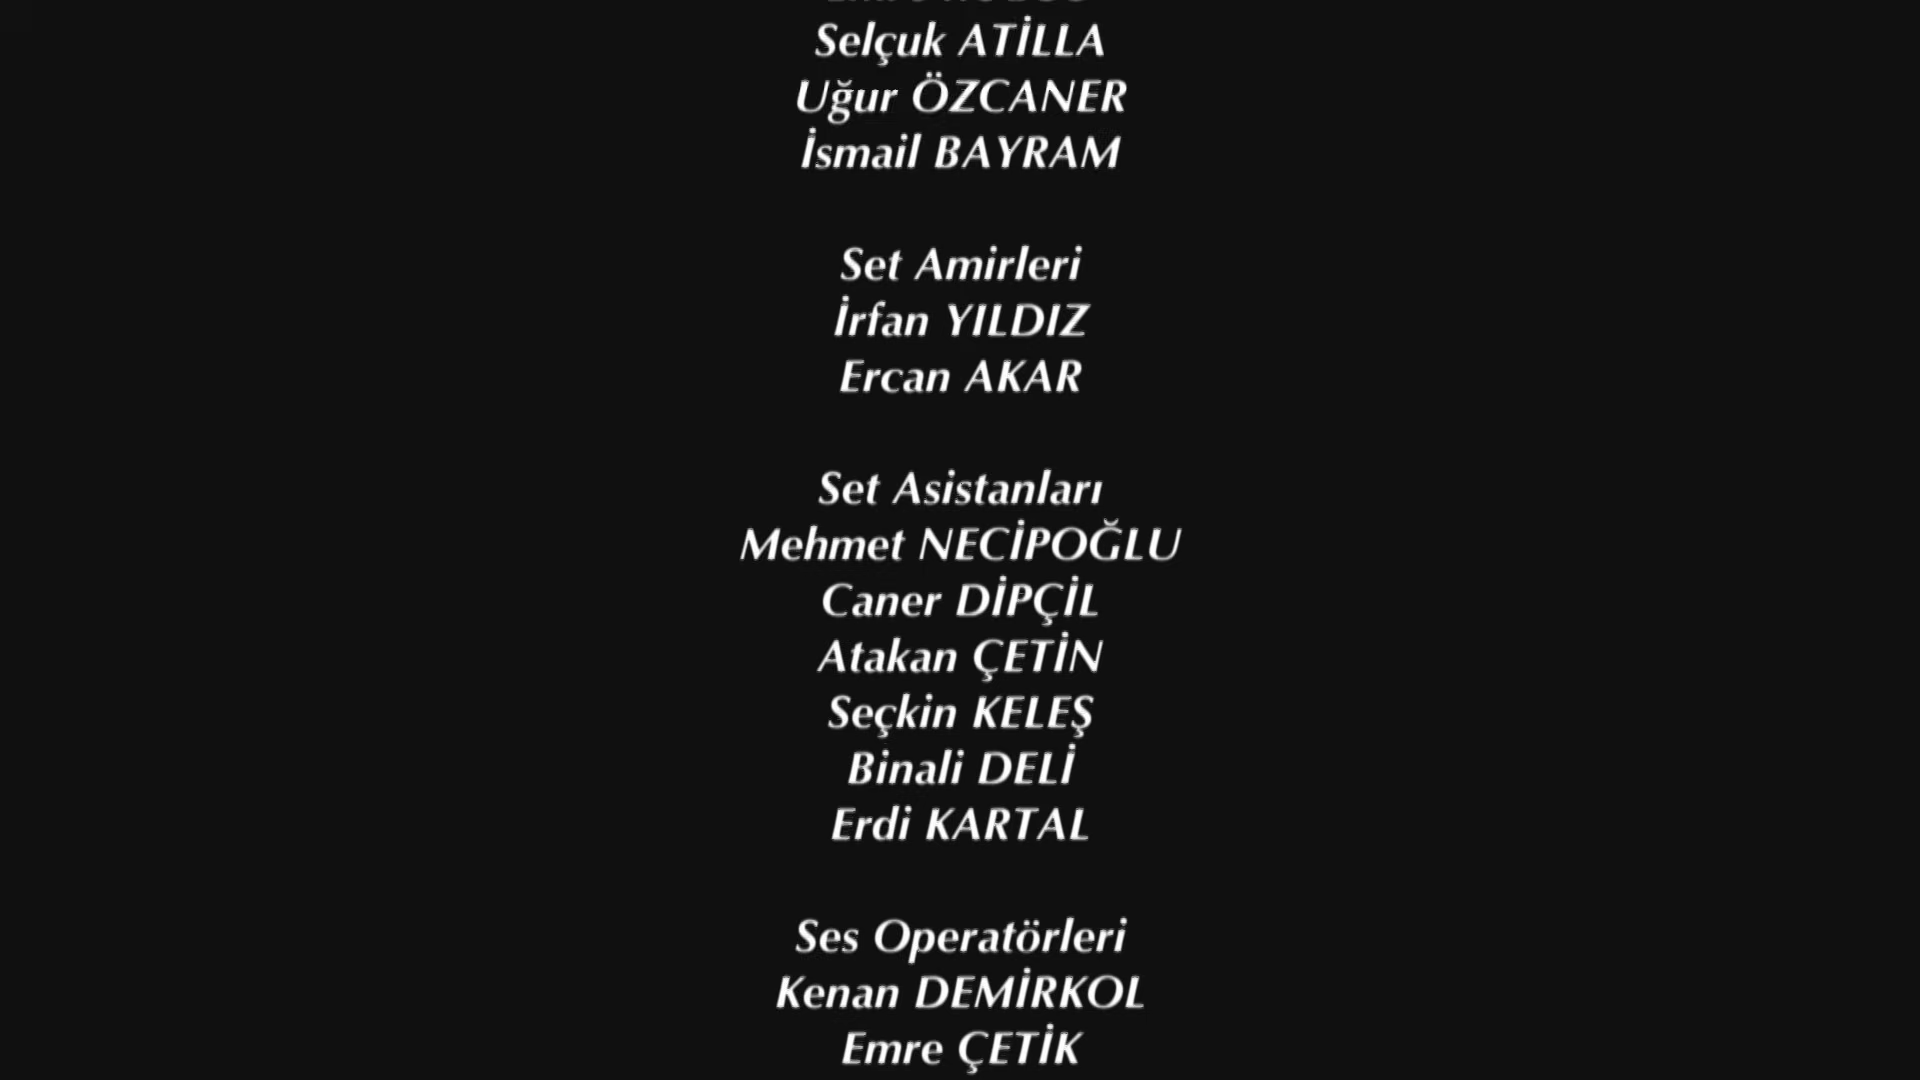 Selçuk ATİLLA
Uğur ÖZCANER
İsmail BAYRAM
Set Amirleri
İrfan YILDIZ
Ercan AKAR
Set Asistanları
Mehmet NECİPOĞLU
Caner DİPÇİL
Atakan ÇETİN
Seçkin KELEŞ
Binali DELİ
Erdi KARTAL
Ses Operatörleri
Kenan DEMİRKOL
Emre ÇETİK